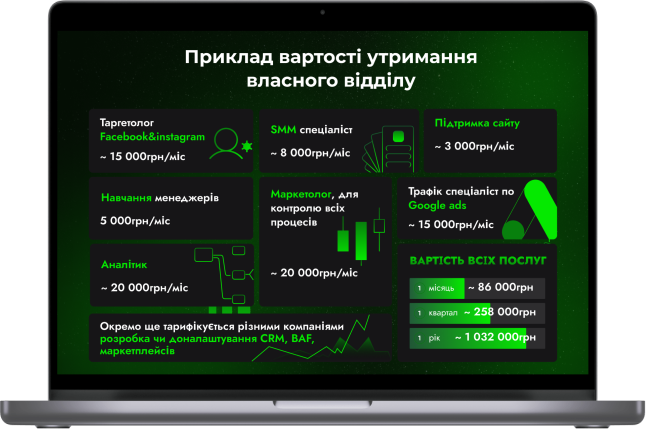 Приклад вартості утримання
власного відділу
Таргетолог
Facebook&instagram
~ 15 000грн/міс
SMM спеціаліст
~ 8 000грн/міс
Підтримка сайту
~ 3 000грн/міс
Навчання менеджерів
5 000грн/міс
Маркетолог, для
контролю всіх
процесів
~ 20 000грн/міс
Трафік спеціаліст по
Google ads
~ 15 000грн/міс
Аналітик
~ 20 000грн/міс
ВАРТІСТЬ ВСІХ ПОСЛУГ
1 місяць ~ 86 000грн
1 квартал ~ 258 000грн
1 рік ~ 1 032 000грн
Окремо ще тарифікується різними компаніями
розробка чи доналаштування CRM, BAF,
маркетплейсів